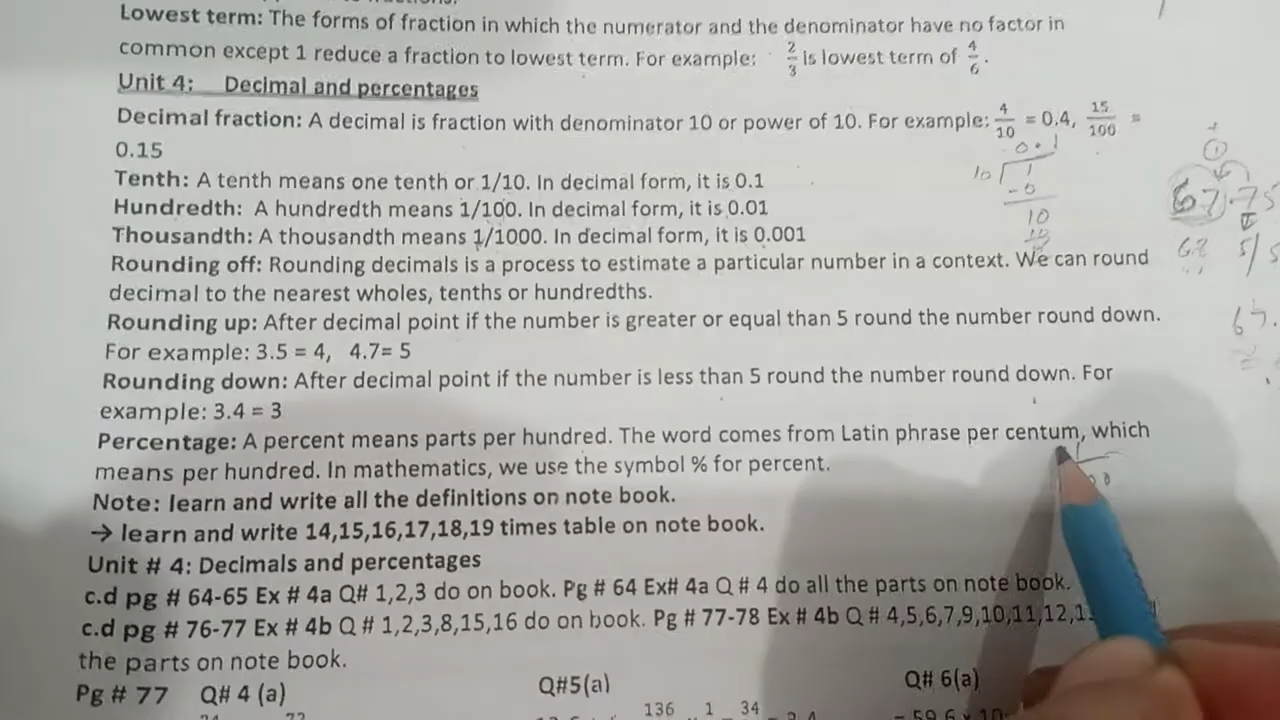 Lowest term: The forms of fraction in which the numerator and the denominator have no factor in
common except 1 reduce a fraction to lowest term. For example: 2/3 is lowest term of 4/6.
Unit 4: Decimal and percentages
Decimal fraction: A decimal is fraction with denominator 10 or power of 10. For example: 4/10 = 0.4, 15/100 =
0.15
0.1
10 1
-0
10
10
67.75
Tenth: A tenth means one tenth or 1/10. In decimal form, it is 0.1
Hundredth: A hundredth means 1/100. In decimal form, it is 0.01
Thousandth: A thousandth means 1/1000. In decimal form, it is 0.001
Rounding off: Rounding decimals is a process to estimate a particular number in a context. We can round
decimal to the nearest wholes, tenths or hundredths.
Rounding up: After decimal point if the number is greater or equal than 5 round the number round down.
For example: 3.5 = 4, 4.7= 5
Rounding down: After decimal point if the number is less than 5 round the number round down. For
example: 3.4 = 3
Percentage: A percent means parts per hundred. The word comes from Latin phrase per centum, which
means per hundred. In mathematics, we use the symbol % for percent.
Note: learn and write all the definitions on note book.
→ learn and write 14,15,16,17,18,19 times table on note book.
Unit # 4: Decimals and percentages
c.d pg # 64-65 Ex # 4a Q# 1,2,3 do on book. Pg # 64 Ex# 4a Q # 4 do all the parts on note book.
c.d pg # 76-77 Ex # 4b Q # 1,2,3,8,15,16 do on book. Pg # 77-78 Ex # 4b Q # 4,5,6,7,9,10,11,12,1
the parts on note book.
Pg # 77 Q# 4 (a) Q#5(a) Q# 6(a)